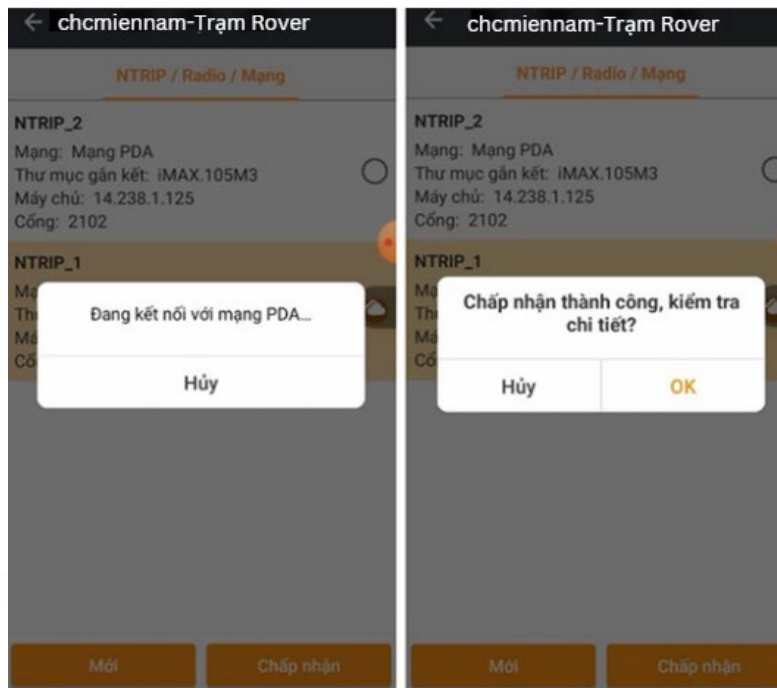 chcmiennam-Trạm Rover
NTRIP / Radio / Mạng
NTRIP_2
Mạng: Mạng PDA
Thư mục gắn kết: iMAX.105M3
Máy chủ: 14.238.1.125
Cổng: 2102
NTRIP_1
Đang kết nối với mạng PDA...
Hủy
Mới
Chấp nhận
chcmiennam-Trạm Rover
NTRIP / Radio / Mạng
NTRIP_2
Mạng: Mạng PDA
Thư mục gắn kết: iMAX.105M3
Máy chủ: 14.238.1.125
Cổng: 2102
NTRIP_1
Chấp nhận thành công, kiểm tra
chi tiết?
Hủy
OK
Mới
Chấp nhận